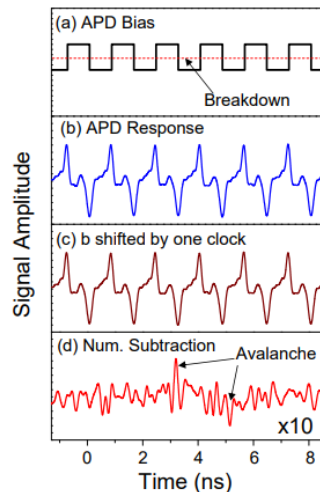 (a) APD Bias
Breakdown
(b) APD Response
(c) b shifted by one clock
(d) Num. Subtraction
Avalanche
x10
Signal Amplitude
0 2 4 6 8
Time (ns)